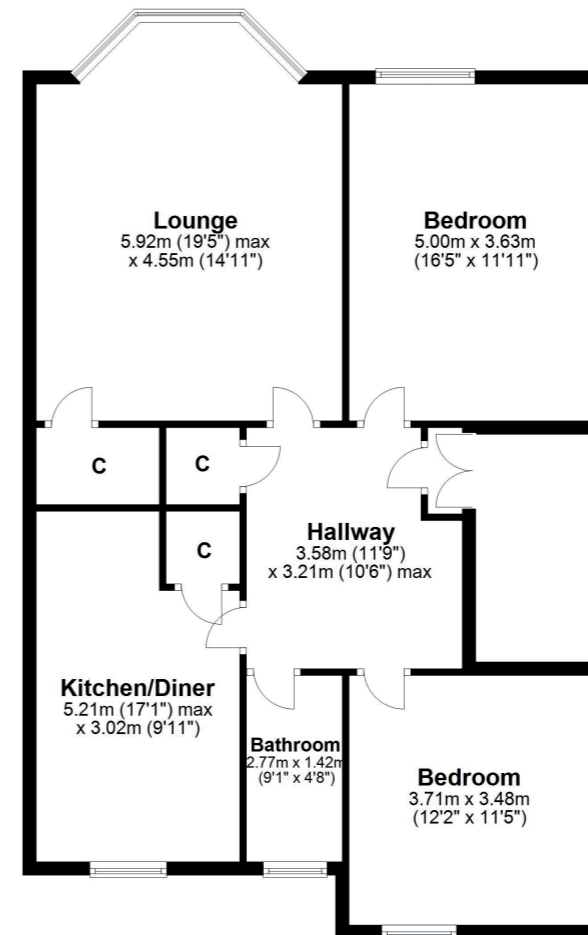 Lounge
5.92m (19'5") max
x 4.55m (14'11")
Bedroom
5.00m x 3.63m
(16'5" x 11'11")
C
C
C
Hallway
3.58m (11'9")
x 3.21m (10'6") max
Kitchen/Diner
5.21m (17'1") max
x 3.02m (9'11")
Bathroom
2.77m x 1.42m
(9'1" x 4'8")
Bedroom
3.71m x 3.48m
(12'2" x 11'5")